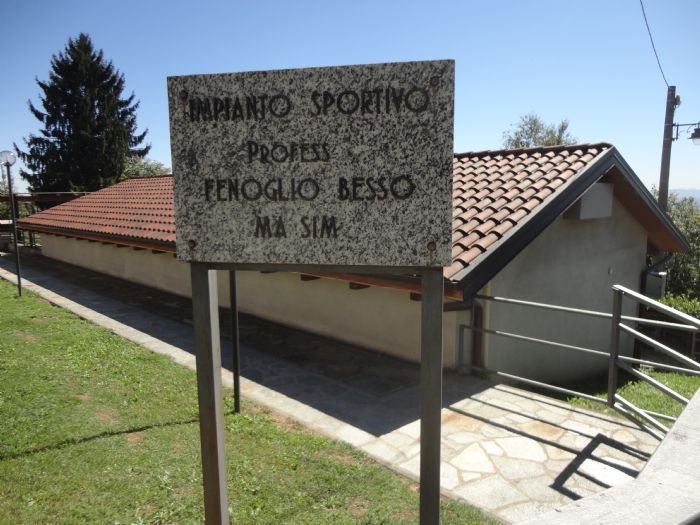 IMPIANTO SPORTIVO
PROFESS
FENOGLIO BESSO
MA SIM